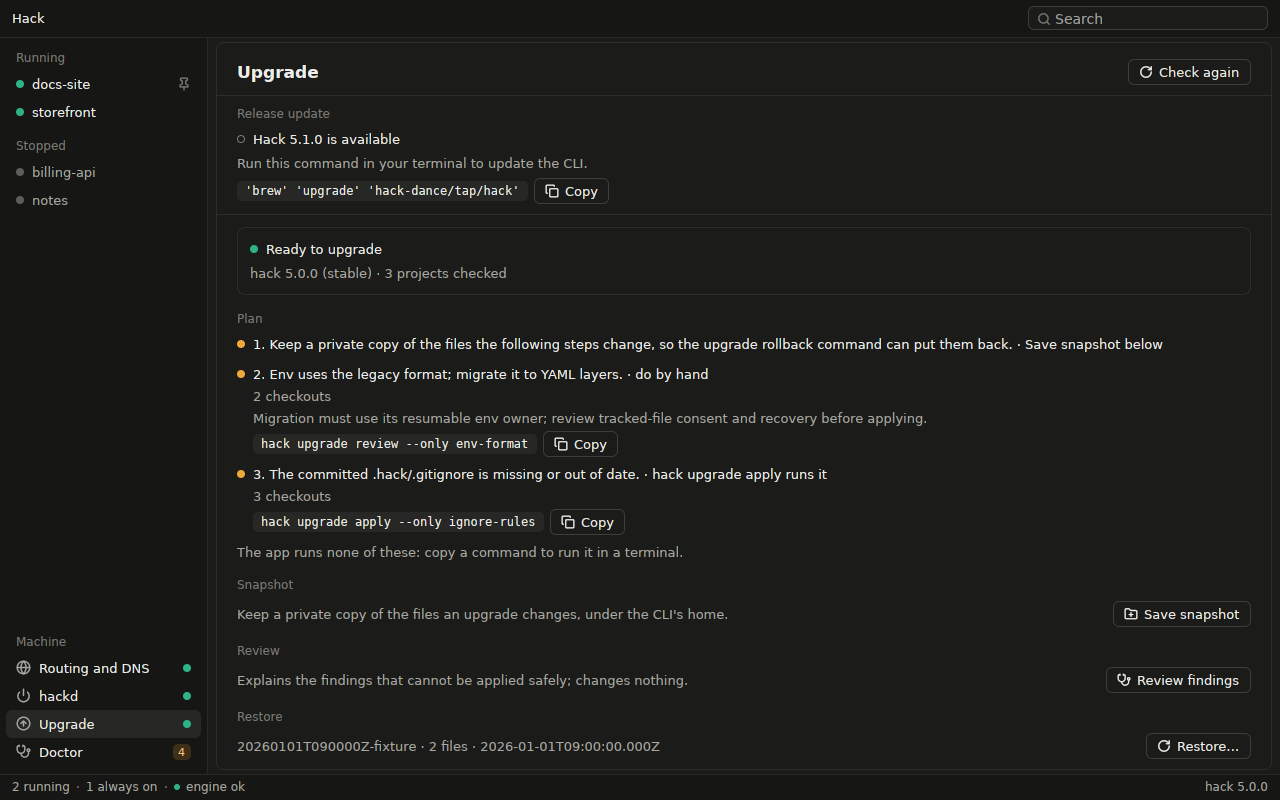 Hack
Search
Running
docs-site
storefront
Stopped
billing-api
notes
Machine
Routing and DNS
hackd
Upgrade
Doctor 4
Upgrade
Check again
Release update
Hack 5.1.0 is available
Run this command in your terminal to update the CLI.
'brew' 'upgrade' 'hack-dance/tap/hack' Copy
Ready to upgrade
hack 5.0.0 (stable) · 3 projects checked
Plan
1. Keep a private copy of the files the following steps change, so the upgrade rollback command can put them back. · Save snapshot below
2. Env uses the legacy format; migrate it to YAML layers. · do by hand
2 checkouts
Migration must use its resumable env owner; review tracked-file consent and recovery before applying.
hack upgrade review --only env-format Copy
3. The committed .hack/.gitignore is missing or out of date. · hack upgrade apply runs it
3 checkouts
hack upgrade apply --only ignore-rules Copy
The app runs none of these: copy a command to run it in a terminal.
Snapshot
Keep a private copy of the files an upgrade changes, under the CLI's home. Save snapshot
Review
Explains the findings that cannot be applied safely; changes nothing. Review findings
Restore
20260101T090000Z-fixture · 2 files · 2026-01-01T09:00:00.000Z Restore...
2 running · 1 always on · engine ok
hack 5.0.0